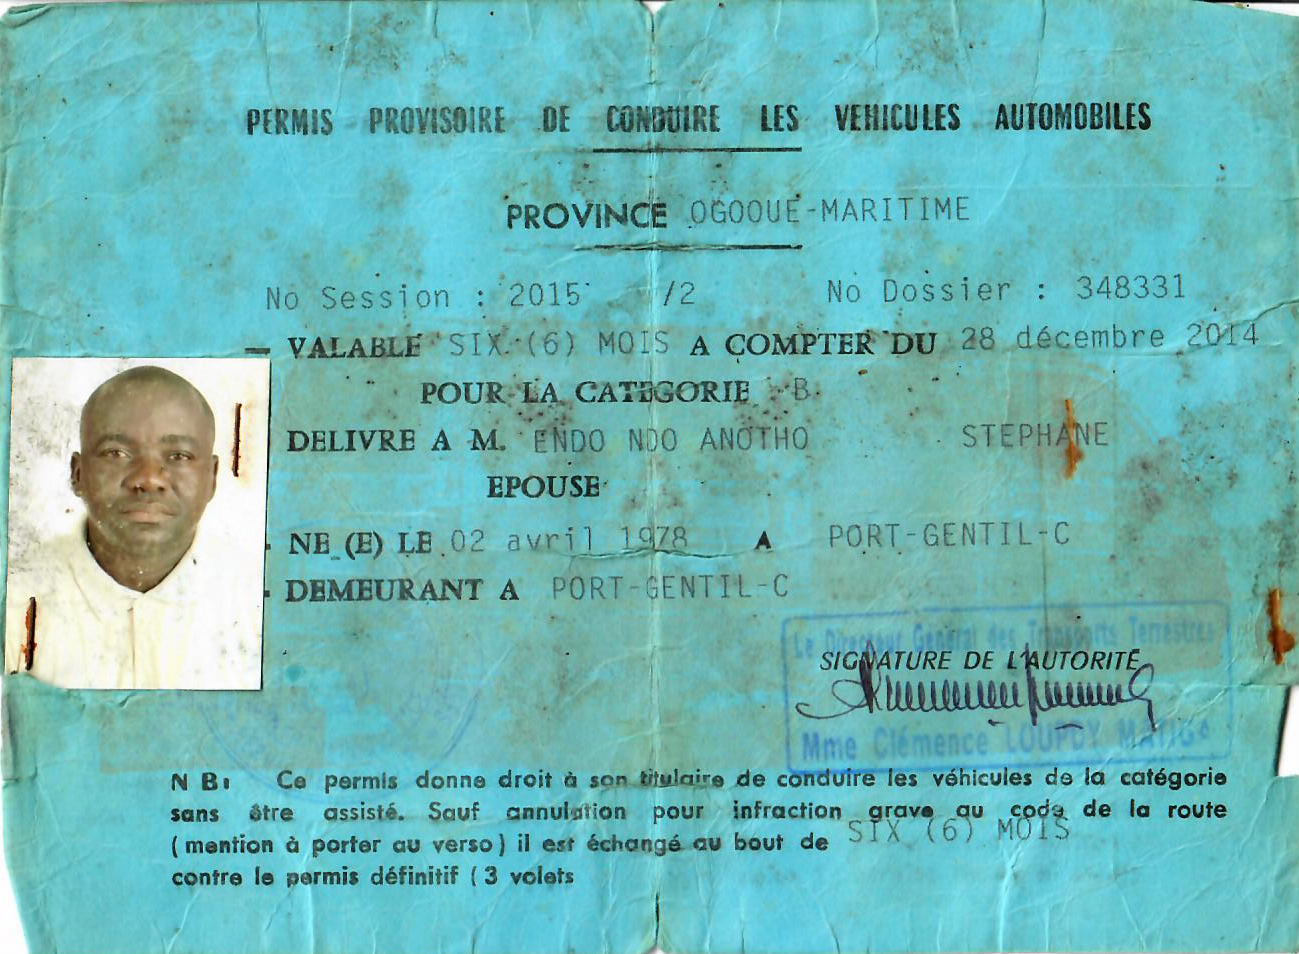 PERMIS PROVISOIRE DE CONDUIRE LES VEHICULES AUTOMOBILES
PROVINCE OGOOUE-MARITIME
No Session : 2015 /2 No Dossier : 348331
— VALABLE SIX (6) MOIS A COMPTER DU 28 décembre 2014
POUR LA CATEGORIE B
DELIVRE A M. ENDO NDO ANOTHO STEPHANE
EPOUSE
NE (E) LE 02 avril 1978 A PORT-GENTIL-C
DEMEURANT A PORT-GENTIL-C
Le Directeur Général des Transports Terrestres
SIGNATURE DE L'AUTORITÉ
Mme Clémence
N B: Ce permis donne droit à son titulaire de conduire les véhicules de la catégorie
sans être assisté. Sauf annulation pour infraction grave au code de la route
(mention à porter au verso) il est échangé au bout de SIX (6) MOIS
contre le permis définitif (3 volets